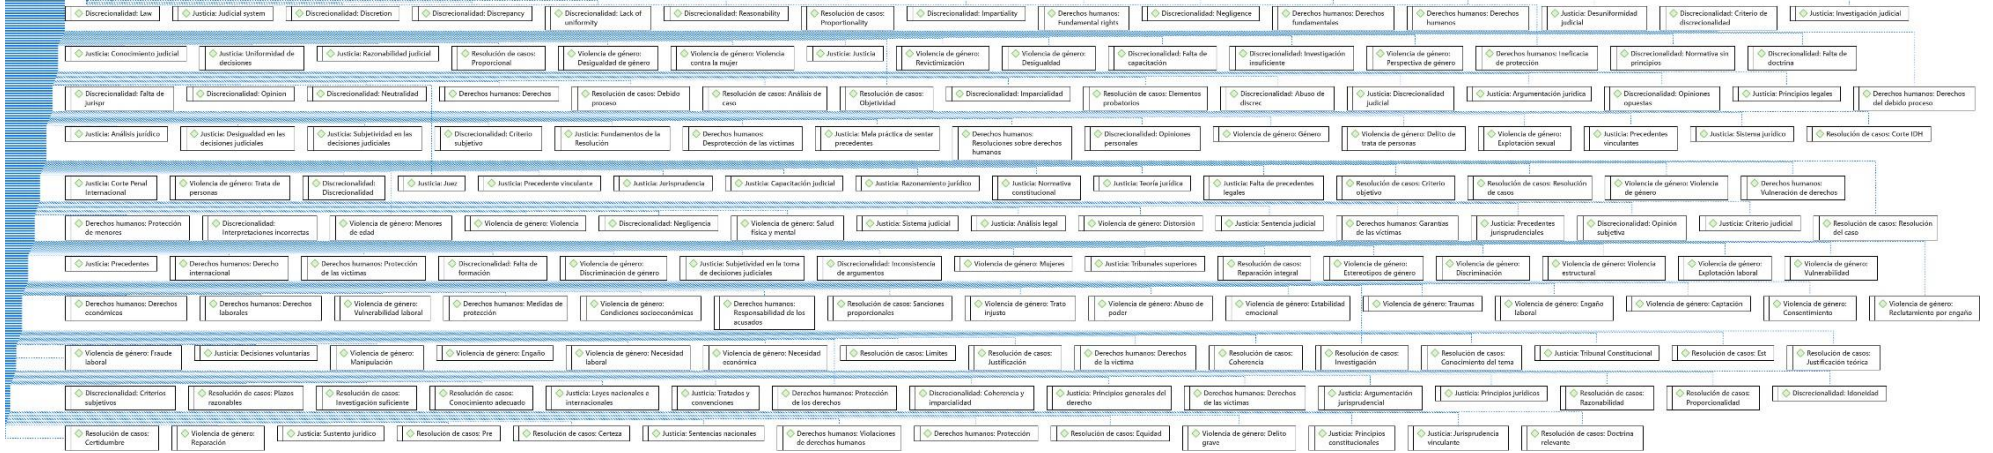 Discrecionalidad: Law
Justicia: Judicial system
Discrecionalidad: Discretion
Discrecionalidad: Discrepancy
Discrecionalidad: Lack of
uniformity
Discrecionalidad: Reasonability
Resolución de casos:
Proportionality
Discrecionalidad: Impartiality
Derechos humanos:
Fundamental rights
Discrecionalidad: Negligence
Derechos humanos: Derechos
fundamentales
Derechos humanos: Derechos
humanos
Justicia: Desuniformidad
judicial
Discrecionalidad: Criterio de
discrecionalidad
Justicia: Investigación judicial
Justicia: Conocimiento judicial
Justicia: Uniformidad de
decisiones
Justicia: Razonabilidad judicial
Resolución de casos:
Proporcional
Violencia de género:
Desigualdad de género
Violencia de género: Violencia
contra la mujer
Justicia: Justicia
Violencia de género:
Revictimización
Violencia de género:
Desigualdad
Discrecionalidad: Falta de
capacitación
Discrecionalidad: Investigación
insuficiente
Violencia de género:
Perspectiva de género
Derechos humanos: Ineficacia
de protección
Discrecionalidad: Normativa sin
principios
Discrecionalidad: Falta de
doctrina
Discrecionalidad: Falta de
jurispr
Discrecionalidad: Opinion
Discrecionalidad: Neutralidad
Derechos humanos: Derechos
Resolución de casos: Debido
proceso
Resolución de casos: Análisis de
caso
Resolución de casos:
Objetividad
Discrecionalidad: Imparcialidad
Resolución de casos: Elementos
probatorios
Discrecionalidad: Abuso de
discrec
Justicia: Discrecionalidad
judicial
Justicia: Argumentación jurídica
Discrecionalidad: Opiniones
opuestas
Justicia: Principios legales
Derechos humanos: Derechos
del debido proceso
Justicia: Análisis jurídico
Justicia: Desigualdad en las
decisiones judiciales
Justicia: Subjetividad en las
decisiones judiciales
Discrecionalidad: Criterio
subjetivo
Justicia: Fundamentos de la
Resolución
Derechos humanos:
Desprotección de las víctimas
Justicia: Mala práctica de sentar
precedentes
Derechos humanos:
Resoluciones sobre derechos
humanos
Discrecionalidad: Opiniones
personales
Violencia de género: Género
Violencia de género: Delito de
trata de personas
Violencia de género:
Explotación sexual
Justicia: Precedentes
vinculantes
Justicia: Sistema jurídico
Resolución de casos: Corte IDH
Justicia: Corte Penal
Internacional
Violencia de género: Trata de
personas
Discrecionalidad:
Discrecionalidad
Justicia: Juez
Justicia: Precedente vinculante
Justicia: Jurisprudencia
Justicia: Capacitación judicial
Justicia: Razonamiento jurídico
Justicia: Normativa
constitucional
Justicia: Teoría jurídica
Justicia: Falta de precedentes
legales
Resolución de casos: Criterio
objetivo
Resolución de casos: Resolución
de casos
Violencia de género: Violencia
de género
Derechos humanos:
Vulneración de derechos
Derechos humanos: Protección
de menores
Discrecionalidad:
Interpretaciones incorrectas
Violencia de género: Menores
de edad
Violencia de género: Violencia
Discrecionalidad: Negligencia
Violencia de género: Salud
física y mental
Justicia: Sistema judicial
Justicia: Análisis legal
Violencia de género: Distorsión
Justicia: Sentencia judicial
Derechos humanos: Garantías
de las víctimas
Justicia: Precedentes
jurisprudenciales
Discrecionalidad: Opinión
subjetiva
Justicia: Criterio judicial
Resolución de casos: Resolución
del caso
Justicia: Precedentes
Derechos humanos: Derecho
internacional
Derechos humanos: Protección
de las víctimas
Discrecionalidad: Falta de
formación
Violencia de género:
Discriminación de género
Justicia: Subjetividad en la toma
de decisiones judiciales
Discrecionalidad: Inconsistencia
de argumentos
Violencia de género: Mujeres
Justicia: Tribunales superiores
Resolución de casos:
Reparación integral
Violencia de género:
Estereotipos de género
Violencia de género:
Discriminación
Violencia de género: Violencia
estructural
Violencia de género:
Explotación laboral
Violencia de género:
Vulnerabilidad
Derechos humanos: Derechos
económicos
Derechos humanos: Derechos
laborales
Violencia de género:
Vulnerabilidad laboral
Derechos humanos: Medidas de
protección
Violencia de género:
Condiciones socioeconómicas
Derechos humanos:
Responsabilidad de los
acusados
Resolución de casos: Sanciones
proporcionales
Violencia de género: Trato
injusto
Violencia de género: Abuso de
poder
Violencia de género: Estabilidad
emocional
Violencia de género: Traumas
Violencia de género: Engaño
laboral
Violencia de género: Captación
Violencia de género:
Consentimiento
Violencia de género:
Reclutamiento por engaño
Violencia de género: Fraude
laboral
Justicia: Decisiones voluntarias
Violencia de género:
Manipulación
Violencia de género: Engaño
Violencia de género: Necesidad
laboral
Violencia de género: Necesidad
económica
Resolución de casos: Límites
Resolución de casos:
Justificación
Derechos humanos: Derechos
de la víctima
Resolución de casos:
Coherencia
Resolución de casos:
Investigación
Resolución de casos:
Conocimiento del tema
Justicia: Tribunal Constitucional
Resolución de casos: Est
Resolución de casos:
Justificación teórica
Discrecionalidad: Criterios
subjetivos
Resolución de casos: Plazos
razonables
Resolución de casos:
Investigación suficiente
Resolución de casos:
Conocimiento adecuado
Justicia: Leyes nacionales e
internacionales
Justicia: Tratados y
convenciones
Derechos humanos: Protección
de los derechos
Discrecionalidad: Coherencia y
imparcialidad
Justicia: Principios generales del
derecho
Derechos humanos: Derechos
de las víctimas
Justicia: Argumentación
jurisprudencial
Justicia: Principios jurídicos
Resolución de casos:
Razonabilidad
Resolución de casos:
Proporcionalidad
Discrecionalidad: Idoneidad
Resolución de casos:
Certidumbre
Violencia de género:
Reparación
Justicia: Sustento jurídico
Resolución de casos: Pre
Resolución de casos: Certeza
Justicia: Sentencias nacionales
Derechos humanos: Violaciones
de derechos humanos
Derechos humanos: Protección
Resolución de casos: Equidad
Violencia de género: Delito
grave
Justicia: Principios
constitucionales
Justicia: Jurisprudencia
vinculante
Resolución de casos: Doctrina
relevante